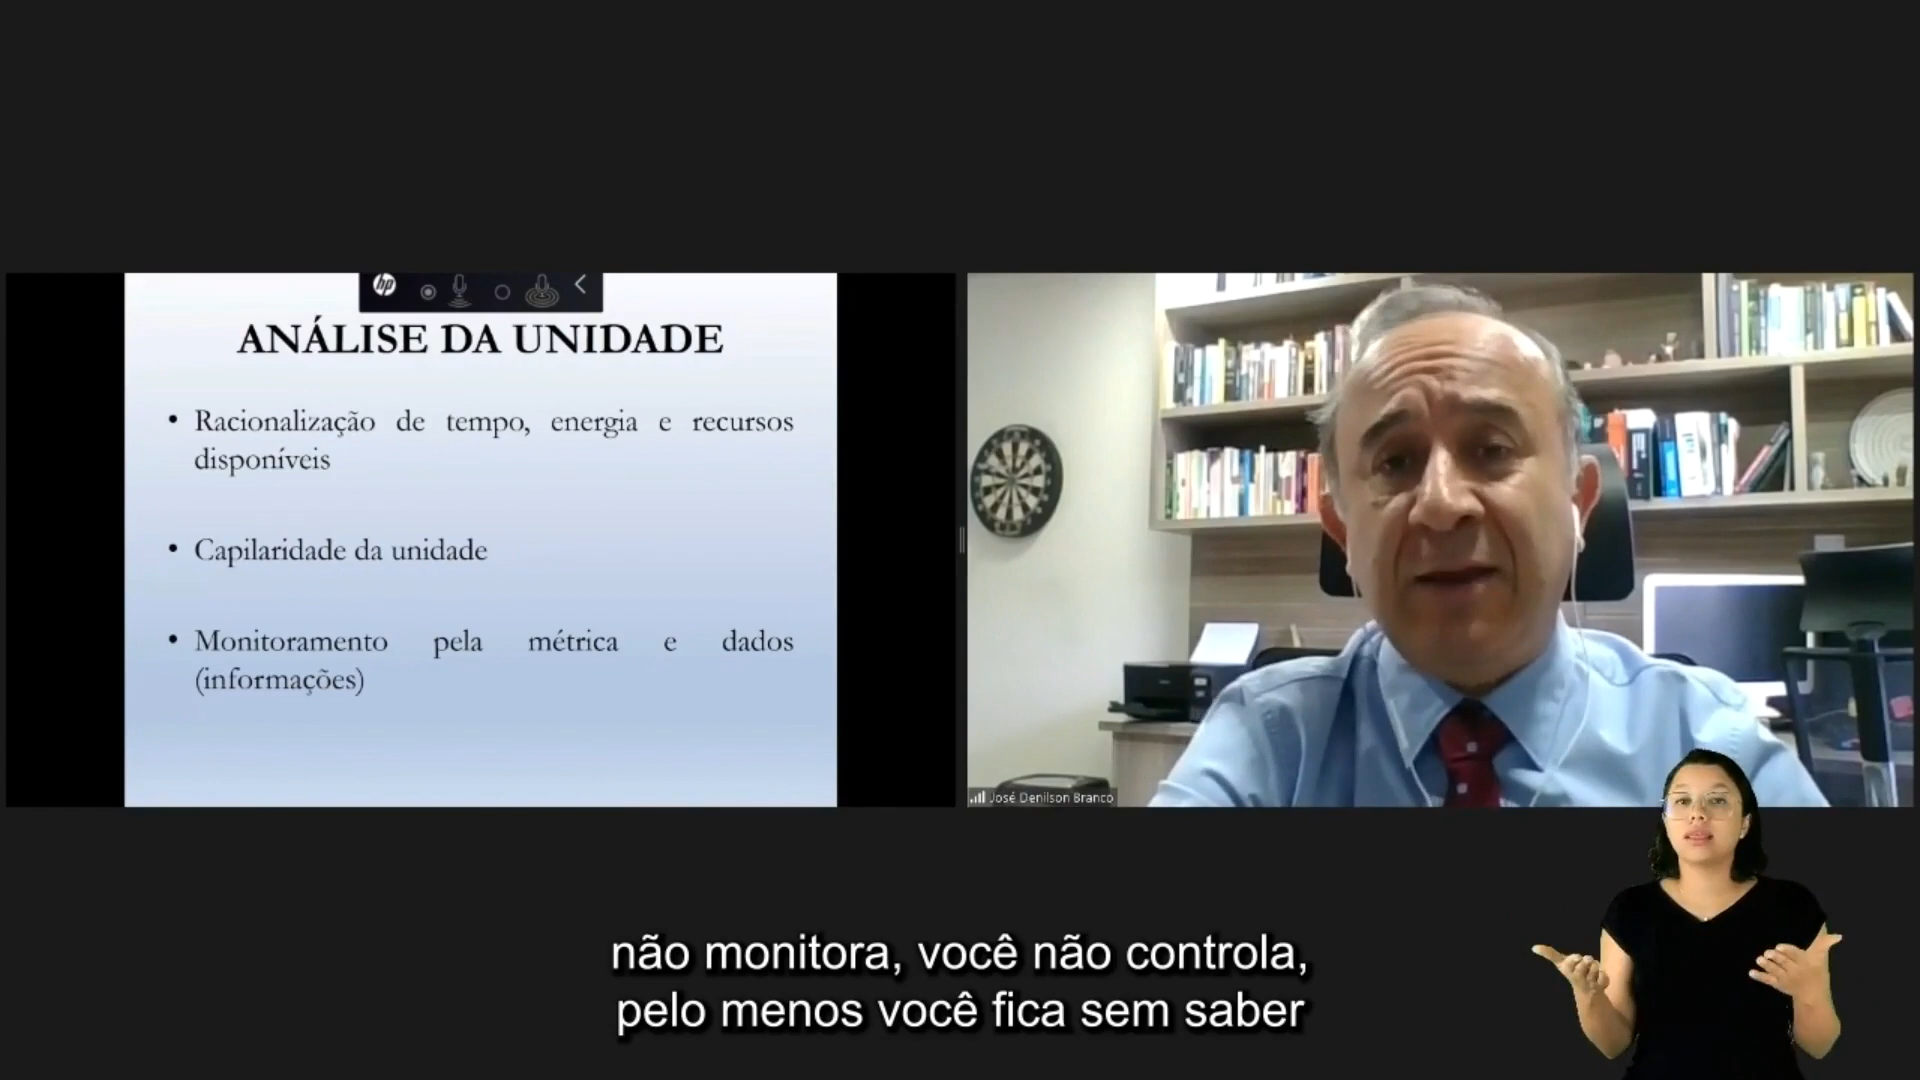 hp
ANÁLISE DA UNIDADE
• Racionalização de tempo, energia e recursos
disponíveis
• Capilaridade da unidade
• Monitoramento pela métrica e dados
(informações)
José Denilson Branco
não monitora, você não controla,
pelo menos você fica sem saber